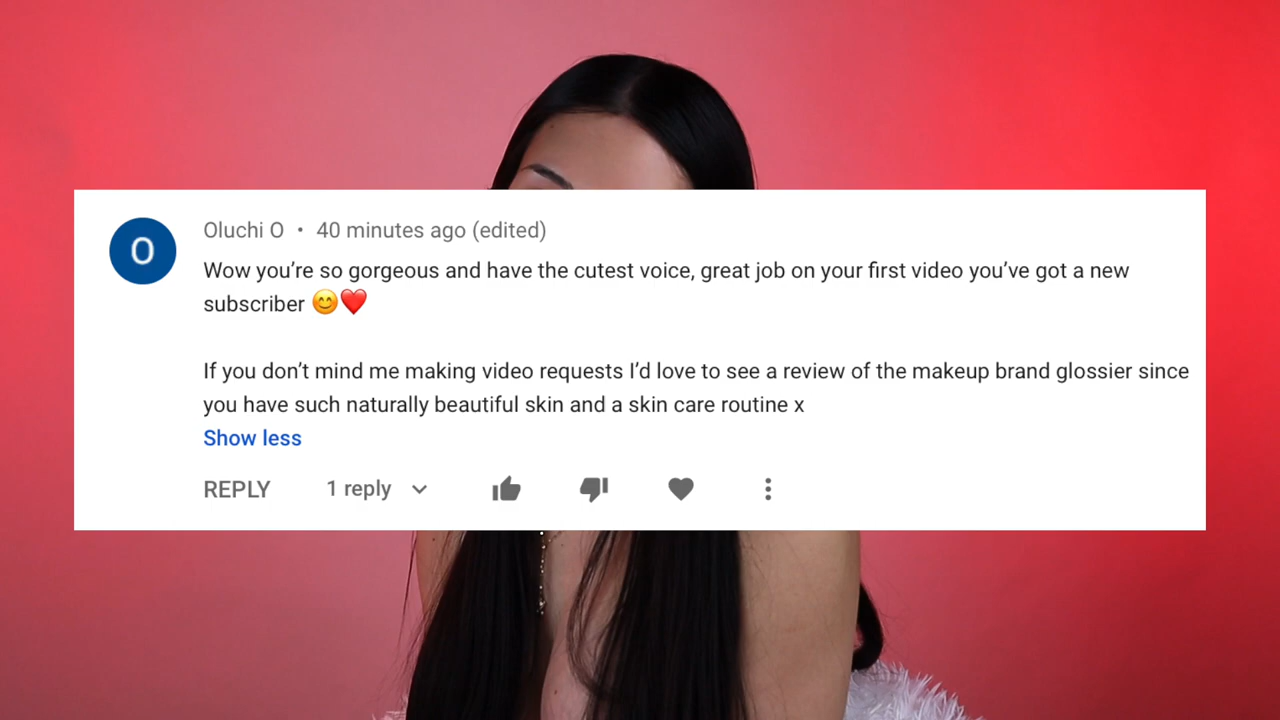 O
Oluchi O • 40 minutes ago (edited)
Wow you’re so gorgeous and have the cutest voice, great job on your first video you’ve got a new
subscriber 😊❤️
If you don’t mind me making video requests I’d love to see a review of the makeup brand glossier since
you have such naturally beautiful skin and a skin care routine x
Show less
REPLY 1 reply